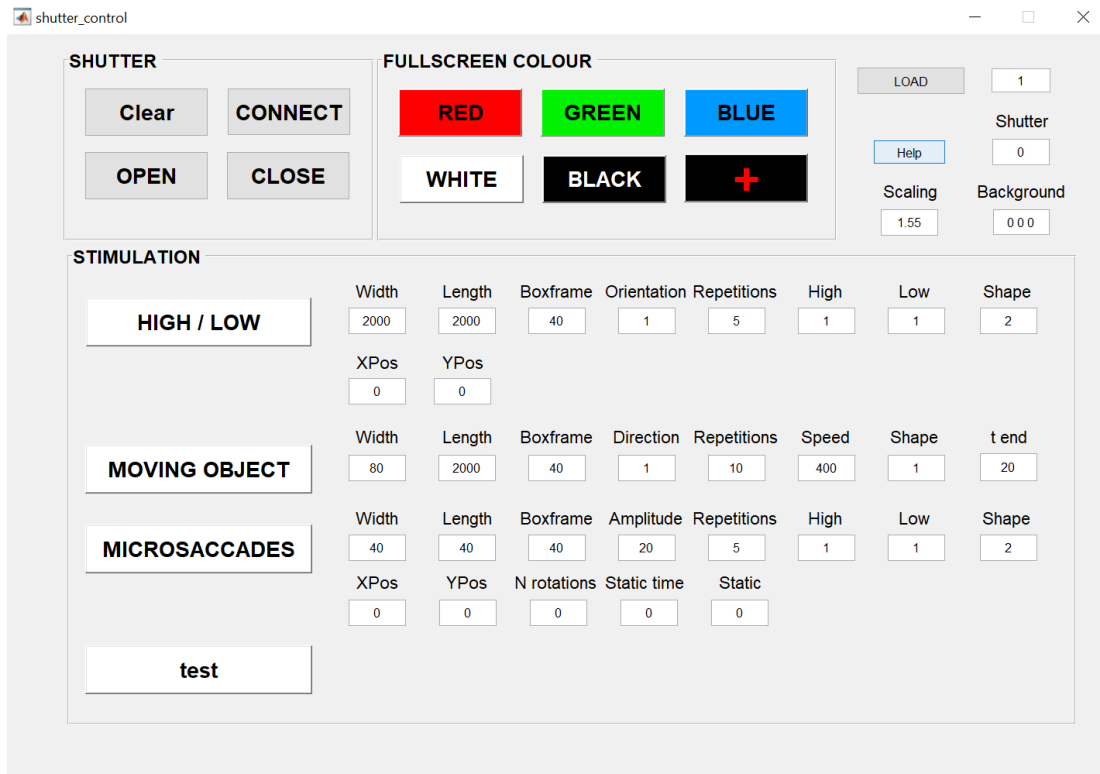 shutter_control
SHUTTER
Clear CONNECT
OPEN CLOSE
FULLSCREEN COLOUR
RED GREEN BLUE
WHITE BLACK +
LOAD 1
Shutter
Help 0
Scaling Background
1.55 0 0 0
STIMULATION
HIGH / LOW
Width Length Boxframe Orientation Repetitions High Low Shape
2000 2000 40 1 5 1 1 2
XPos YPos
0 0
MOVING OBJECT
Width Length Boxframe Direction Repetitions Speed Shape t end
80 2000 40 1 10 400 1 20
MICROSACCADES
Width Length Boxframe Amplitude Repetitions High Low Shape
40 40 40 20 5 1 1 2
XPos YPos N rotations Static time Static
0 0 0 0 0
test